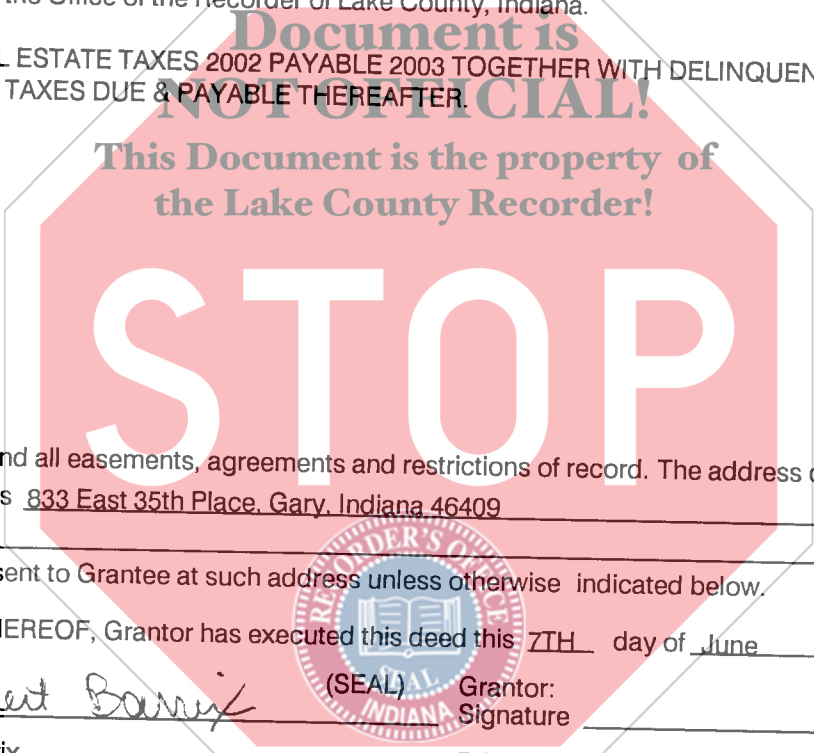 the Office of the Recorder of Lake County, Indiana.
Document is
ESTATE TAXES 2002 PAYABLE 2003 TOGETHER WITH DELINQUEN
TAXES DUE & PAYABLE THEREAFTER.
NOT OFFICIAL!
This Document is the property of
the Lake County Recorder!
STOP
nd all easements, agreements and restrictions of record. The address
s 833 East 35th Place, Gary, Indiana 46409
RECORDER'S OFFICE
sent to Grantee at such address unless otherwise indicated below.
HEREOF, Grantor has executed this deed this 7TH day of June
(SEAL) Grantor:
SEAL
INDIANA
Signature